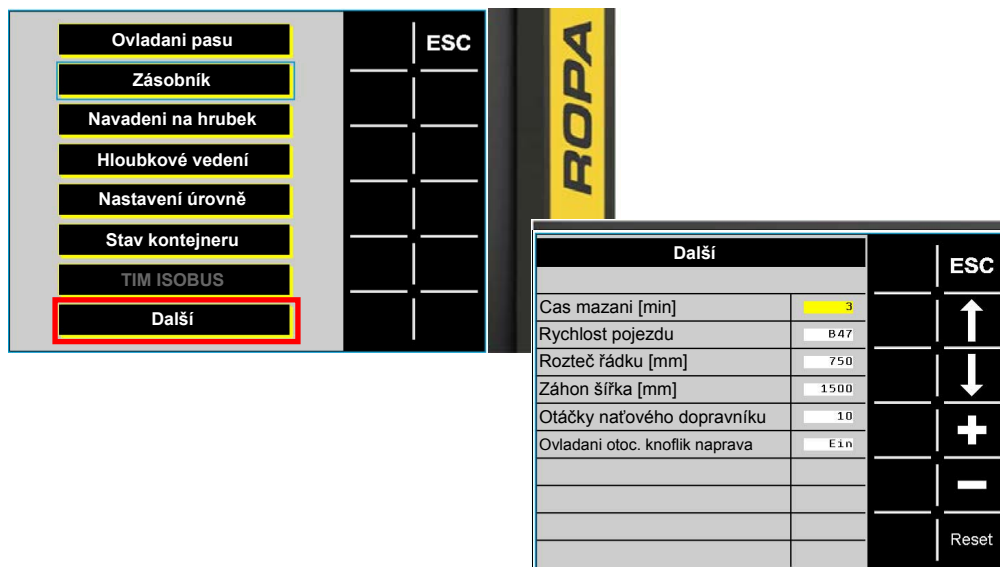 Ovladani pasu
ESC
Zásobník
Navadeni na hrubek
Hloubkové vedení
Nastavení úrovně
Stav kontejneru
TIM ISOBUS
Další
ROPA
Další
ESC
Cas mazani [min] 3
Rychlost pojezdu B47
Rozteč řádku [mm] 750
Záhon šířka [mm] 1500
Otáčky naťového dopravníku 10
Ovladani otoc. knoflik naprava Ein
Reset